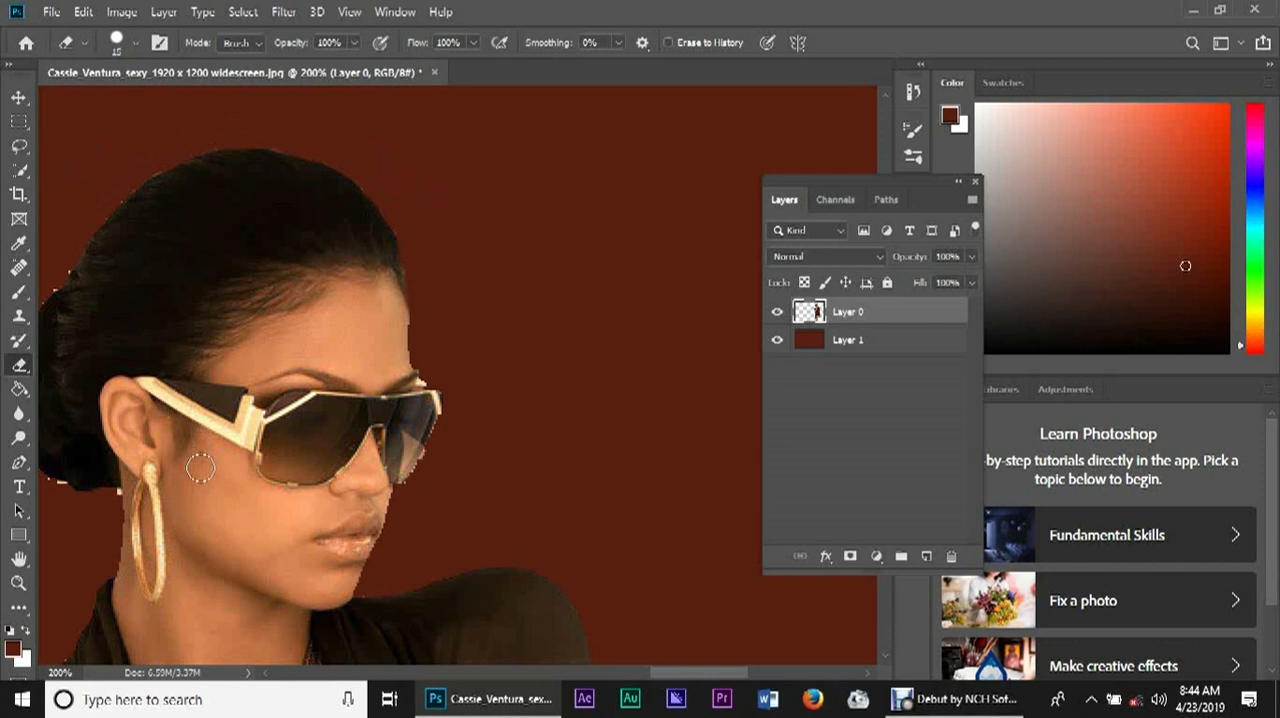 Ps File Edit Image Layer Type Select Filter 3D View Window Help
15 Mode: Brush Opacity: 100% Flow: 100% Smoothing: 0% Erase to History
Cassie_Ventura_sexy_1920 x 1200 widescreen.jpg @ 200% (Layer 0, RGB/8#) * ×
Color Swatches
Layers Channels Paths
Kind
Normal Opacity: 100%
Lock: Fill: 100%
Layer 0
Layer 1
Libraries Adjustments
Learn Photoshop
-by-step tutorials directly in the app. Pick a
topic below to begin.
Fundamental Skills
Fix a photo
Make creative effects
200% Doc: 6.59M/3.37M
Type here to search
Ps Cassie_Ventura_sex...
Ae
Au
Pr
Debut by NCH Sof...
8:44 AM
4/23/2019